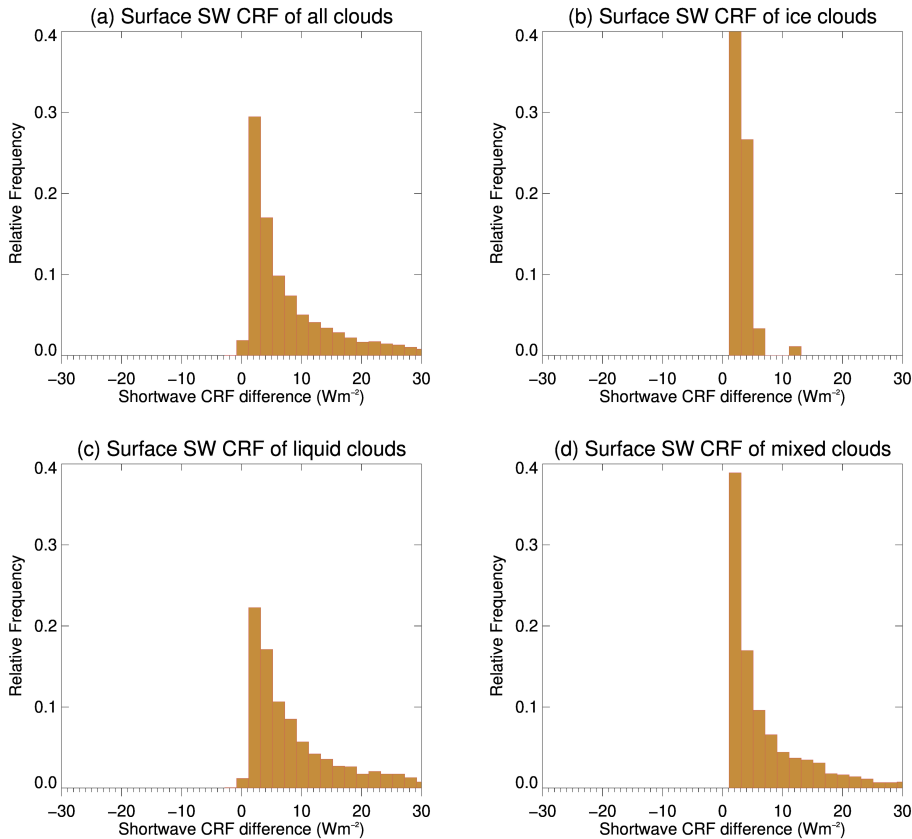 (a) Surface SW CRF of all clouds
0.4
0.3
0.2
0.1
0.0
Relative Frequency
−30 −20 −10 0 10 20 30
Shortwave CRF difference (Wm⁻²)
(b) Surface SW CRF of ice clouds
0.4
0.3
0.2
0.1
0.0
Relative Frequency
−30 −20 −10 0 10 20 30
Shortwave CRF difference (Wm⁻²)
(c) Surface SW CRF of liquid clouds
0.4
0.3
0.2
0.1
0.0
Relative Frequency
−30 −20 −10 0 10 20 30
Shortwave CRF difference (Wm⁻²)
(d) Surface SW CRF of mixed clouds
0.4
0.3
0.2
0.1
0.0
Relative Frequency
−30 −20 −10 0 10 20 30
Shortwave CRF difference (Wm⁻²)